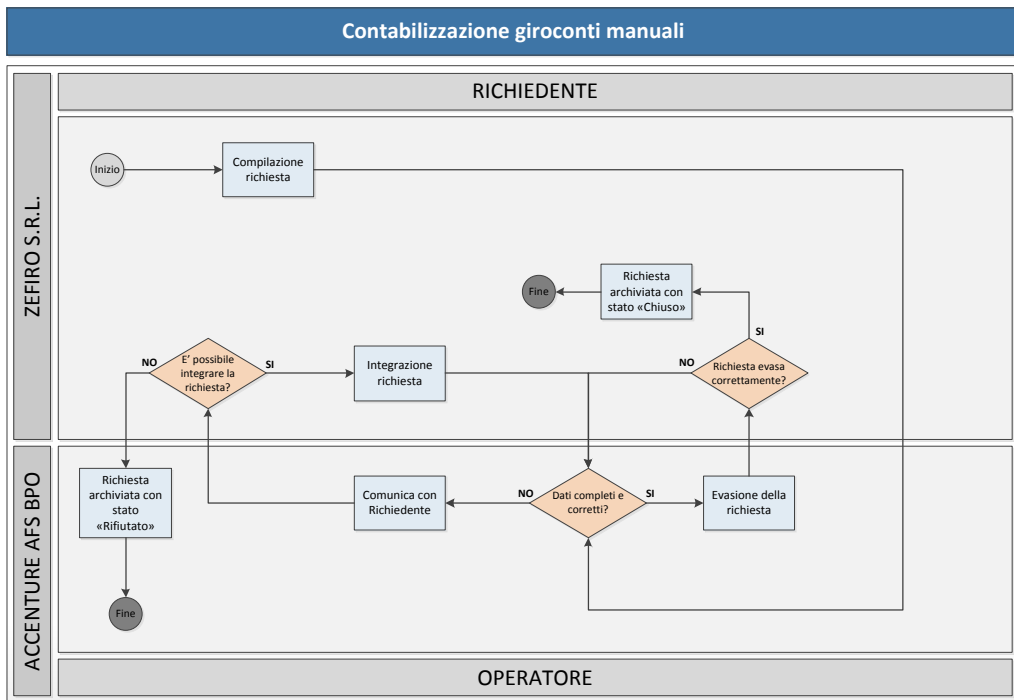 Contabilizzazione giroconti manuali
ZEFIRO S.R.L.
RICHIEDENTE
Inizio
Compilazione
richiesta
Fine
Richiesta
archiviata con
stato «Chiuso»
SI
NO
E' possibile
integrare la
richiesta?
SI
Integrazione
richiesta
NO
Richiesta evasa
correttamente?
ACCENTURE AFS BPO
Richiesta
archiviata con
stato
«Rifiutato»
Comunica con
Richiedente
NO
Dati completi e
corretti?
SI
Evasione della
richiesta
Fine
OPERATORE